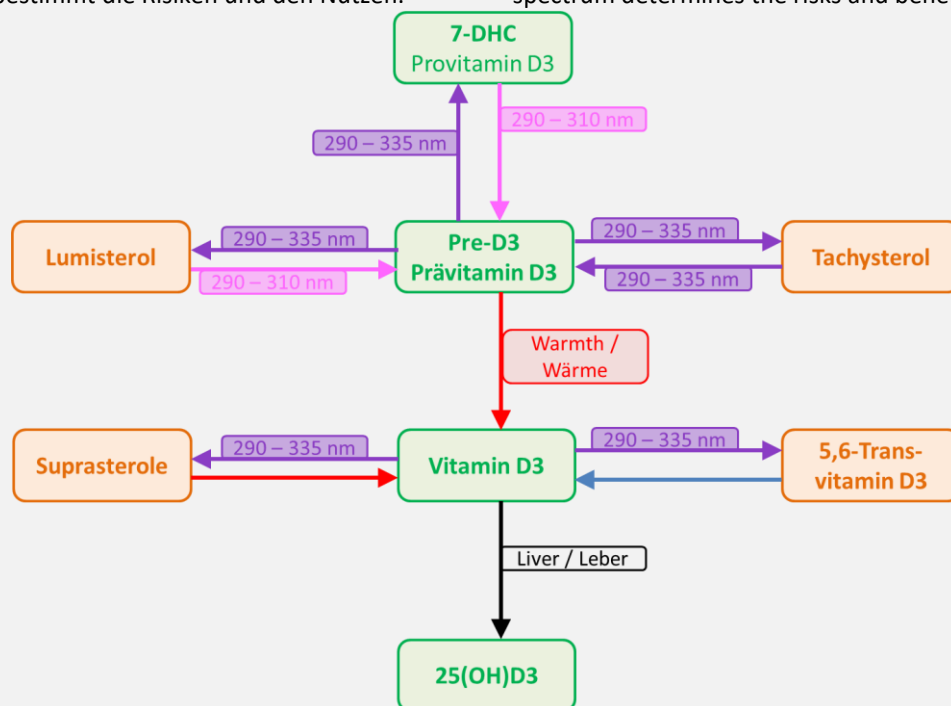 bestimmt die Risiken und den Nutzen.
spectrum determines the risks and bene
7-DHC
Provitamin D3
290 – 310 nm
290 – 335 nm
290 – 335 nm
290 – 335 nm
Lumisterol
Pre-D3
Prävitamin D3
Tachysterol
290 – 310 nm
290 – 335 nm
Warmth /
Wärme
290 – 335 nm
290 – 335 nm
Suprasterole
Vitamin D3
5,6-Trans-
vitamin D3
Liver / Leber
25(OH)D3